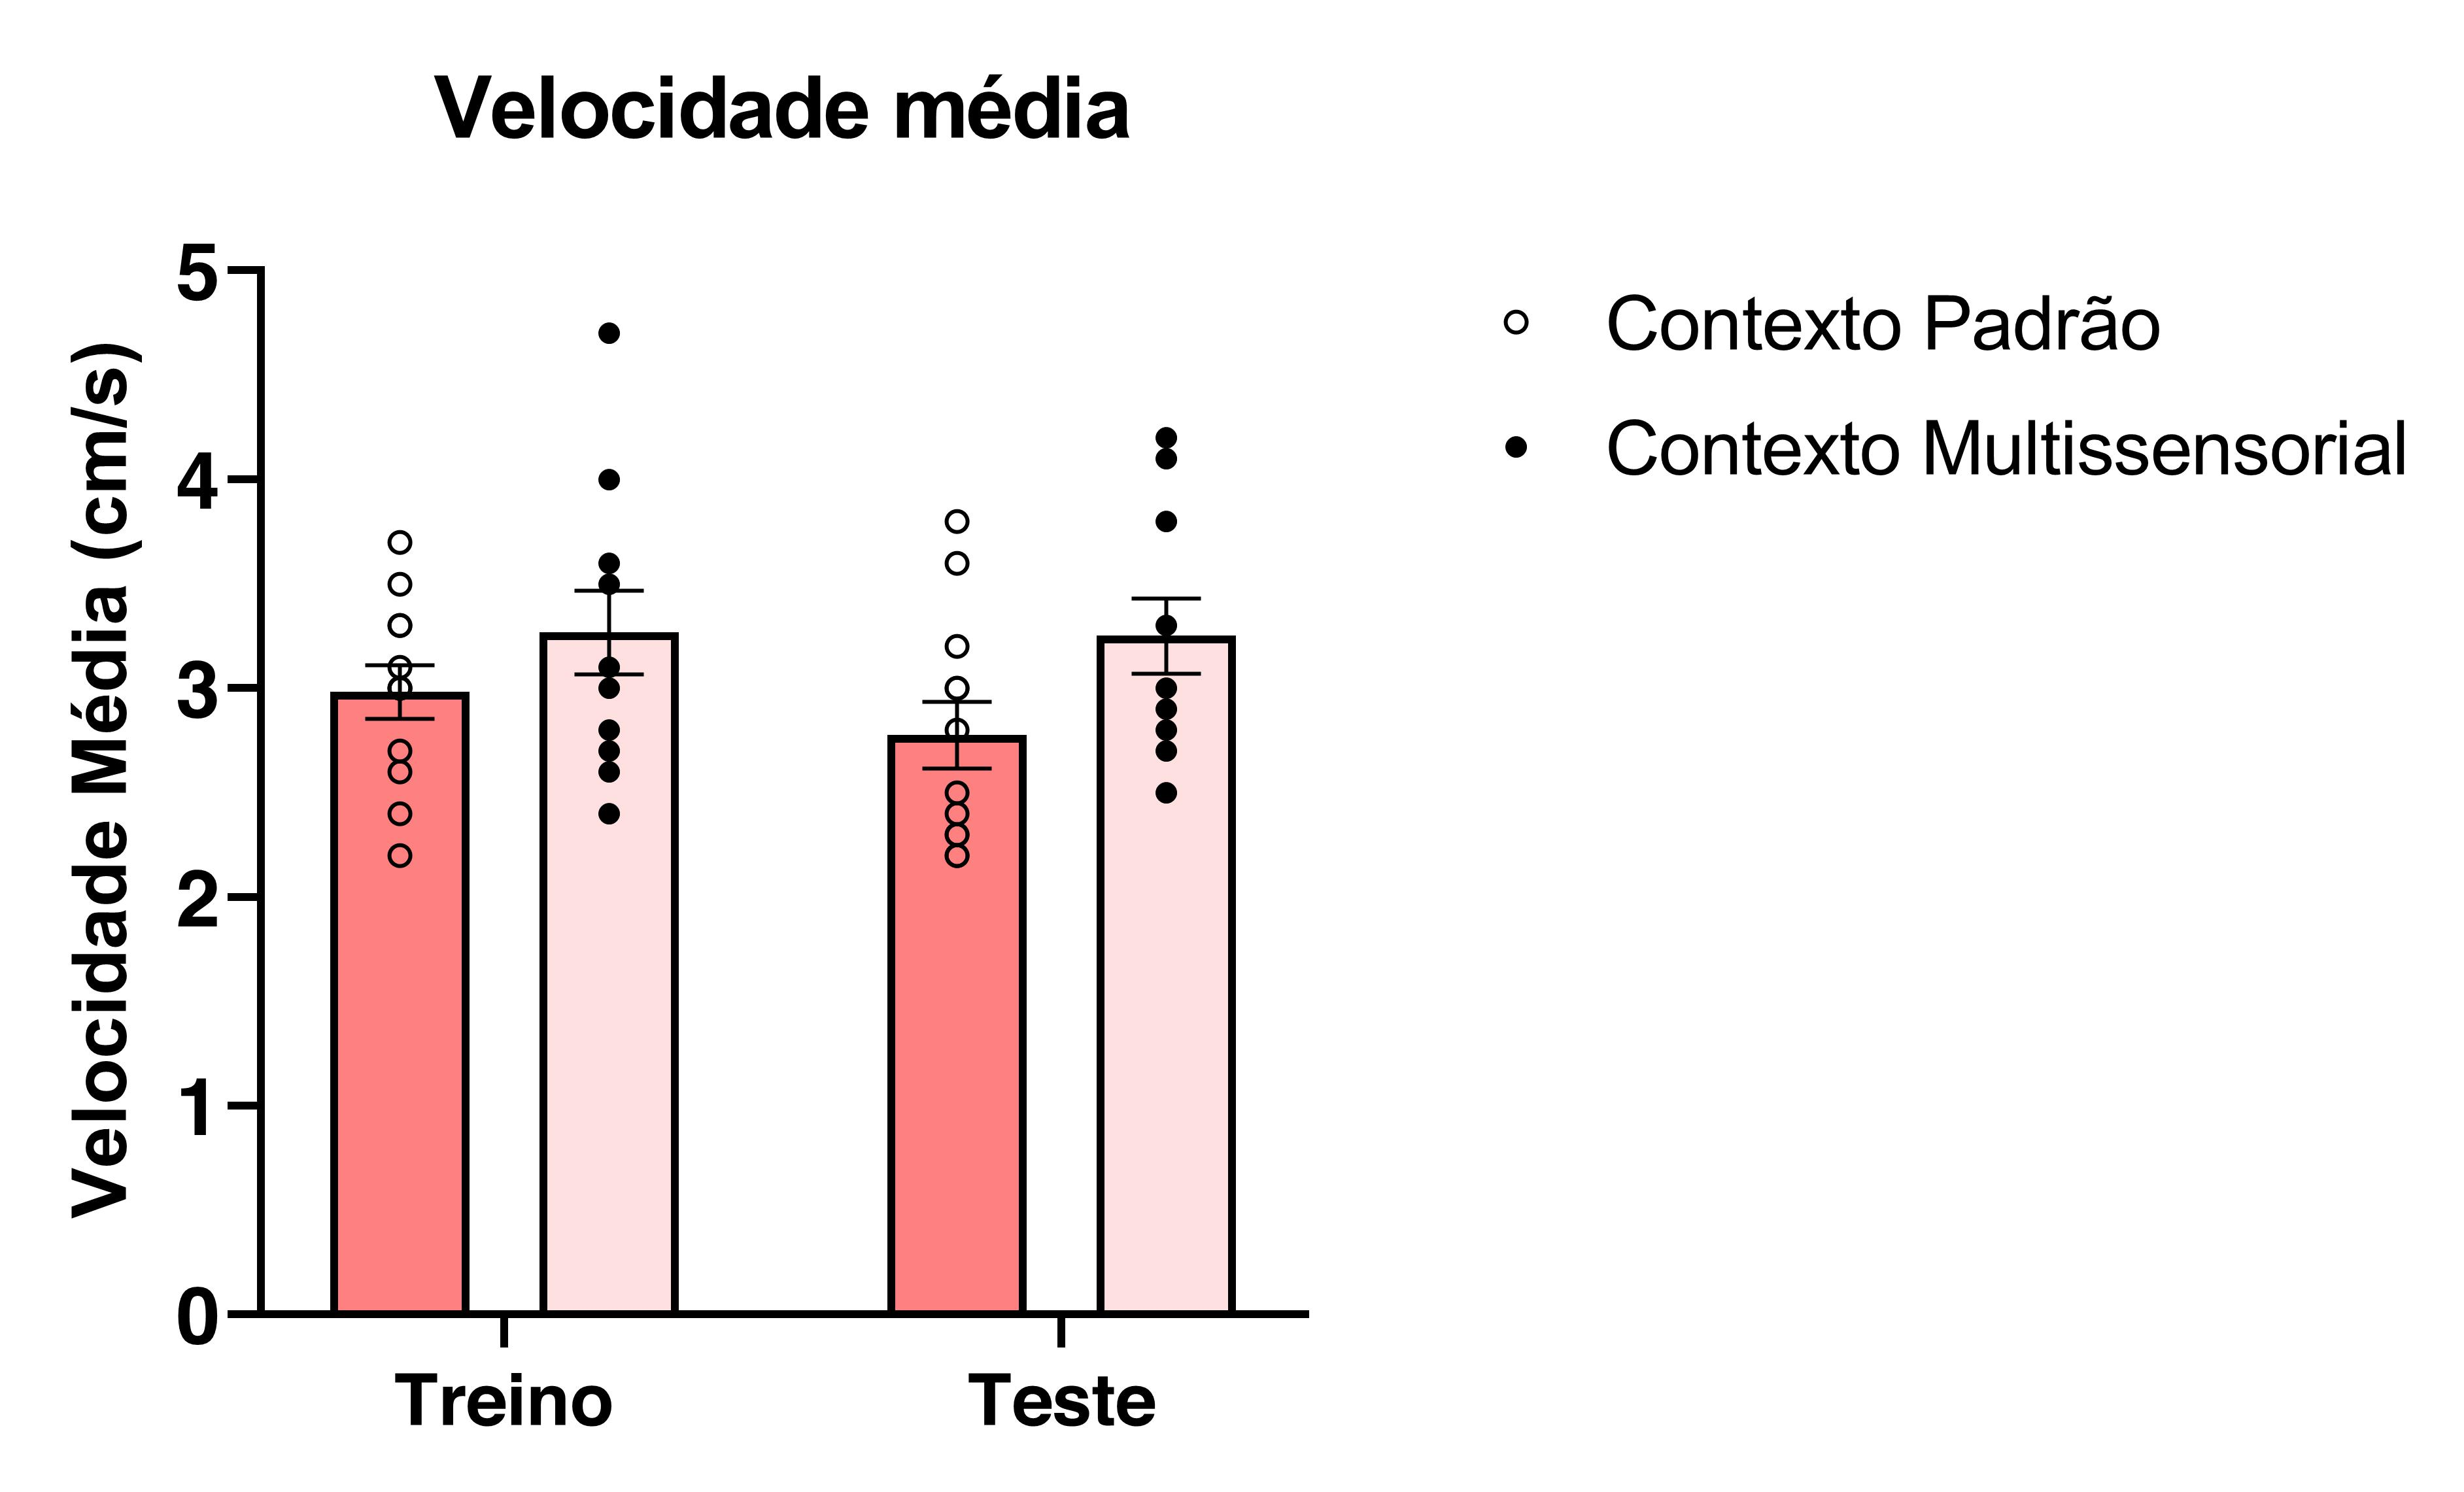 Velocidade média
Velocidade Média (cm/s)
5
4
3
2
1
0
Treino
Teste
Contexto Padrão
Contexto Multissensorial